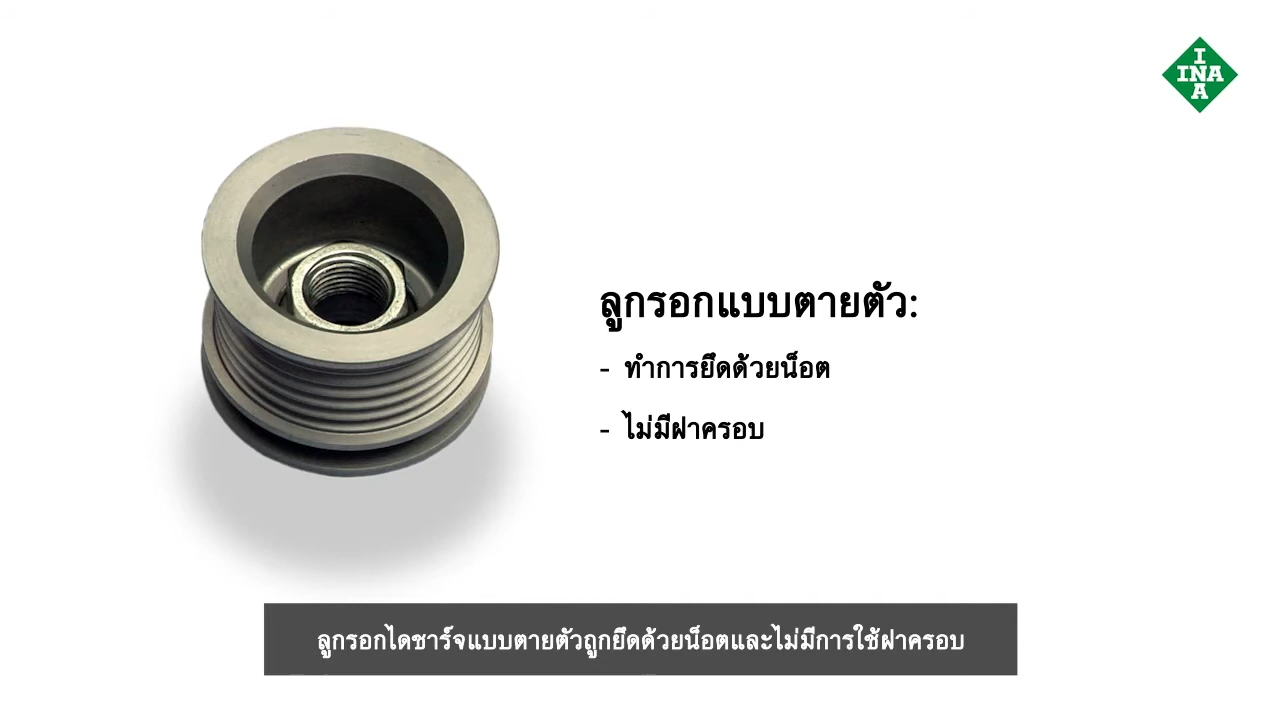 INA
ลูกรอกแบบตายตัว:
- ทำการยึดด้วยน็อต
- ไม่มีฝาครอบ
ลูกรอกไดชาร์จแบบตายตัวถูกยึดด้วยน็อตและไม่มีการใช้ฝาครอบ